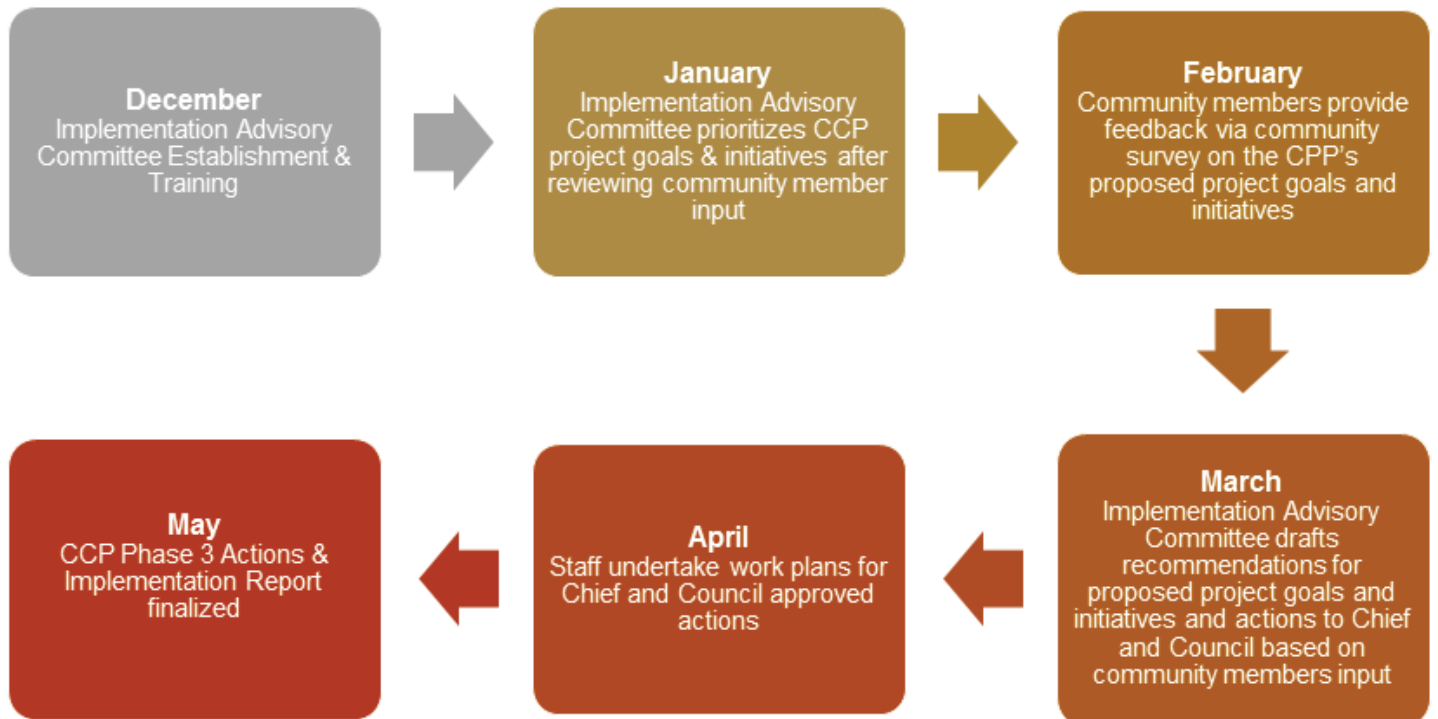 December
Implementation Advisory
Committee Establishment &
Training
January
Implementation Advisory
Committee prioritizes CCP
project goals & initiatives after
reviewing community member
input
February
Community members provide
feedback via community
survey on the CPP’s
proposed project goals and
initiatives
March
Implementation Advisory
Committee drafts
recommendations for
proposed project goals and
initiatives and actions to Chief
and Council based on
community members input
April
Staff undertake work plans for
Chief and Council approved
actions
May
CCP Phase 3 Actions &
Implementation Report
finalized